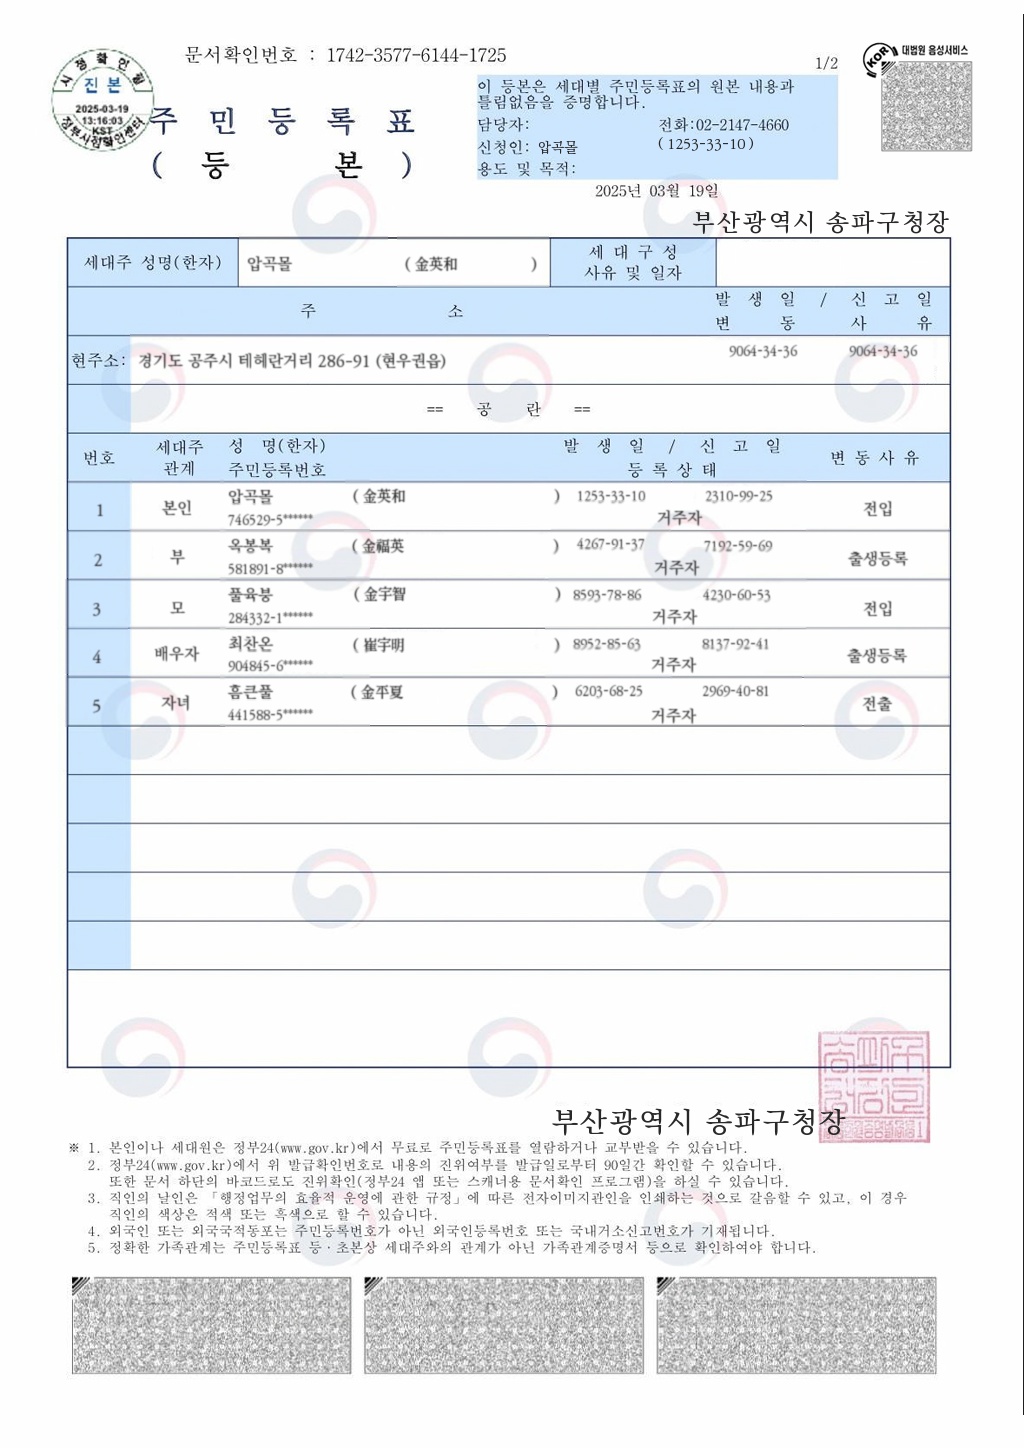 문서확인번호 : 1742-3577-6144-1725
1/2
대법원 음성서비스
KOR
시점확인필
진본
2025-03-19
13:16:03
KST
정부시점확인센터
주 민 등 록 표
( 등 본 )
이 등본은 세대별 주민등록표의 원본 내용과
틀림없음을 증명합니다.
담당자: 전화:02-2147-4660
신청인: 압곡몰 (1253-33-10)
용도 및 목적:
2025년 03월 19일
부산광역시 송파구청장
세대주 성명(한자) 압곡몰 (金英和 ) 세 대 구 성
사유 및 일자
주 소 발 생 일 / 신 고 일
변 동 사 유
현주소: 경기도 공주시 테헤란거리 286-91 (현우권읍) 9064-34-36 9064-34-36
== 공 란 ==
번호 세대주 관계 성 명(한자) 주민등록번호 발 생 일 / 신 고 일 등 록 상 태 변 동 사 유
1 본인 압곡몰 (金英和 ) 1253-33-10 2310-99-25 전입
746529-5****** 거주자
2 부 옥봉복 (金福英 ) 4267-91-37 7192-59-69 출생등록
581891-8****** 거주자
3 모 풀육붕 (金宇智 ) 8593-78-86 4230-60-53 전입
284332-1****** 거주자
4 배우자 최찬온 (崔宇明 ) 8952-85-63 8137-92-41 출생등록
904845-6****** 거주자
5 자녀 흠큰풀 (金平夏 ) 6203-68-25 2969-40-81 전출
441588-5****** 거주자
부산광역시 송파구청장
※ 1. 본인이나 세대원은 정부24(www.gov.kr)에서 무료로 주민등록표를 열람하거나 교부받을 수 있습니다.
2. 정부24(www.gov.kr)에서 위 발급확인번호로 내용의 진위여부를 발급일로부터 90일간 확인할 수 있습니다.
또한 문서 하단의 바코드로도 진위확인(정부24 앱 또는 스캐너용 문서확인 프로그램)을 하실 수 있습니다.
3. 직인의 날인은 「행정업무의 효율적 운영에 관한 규정」에 따른 전자이미지관인을 인쇄하는 것으로 갈음할 수 있고, 이 경우
직인의 색상은 적색 또는 흑색으로 할 수 있습니다.
4. 외국인 또는 외국국적동포는 주민등록번호가 아닌 외국인등록번호 또는 국내거소신고번호가 기재됩니다.
5. 정확한 가족관계는 주민등록표 등·초본상 세대주와의 관계가 아닌 가족관계증명서 등으로 확인하여야 합니다.